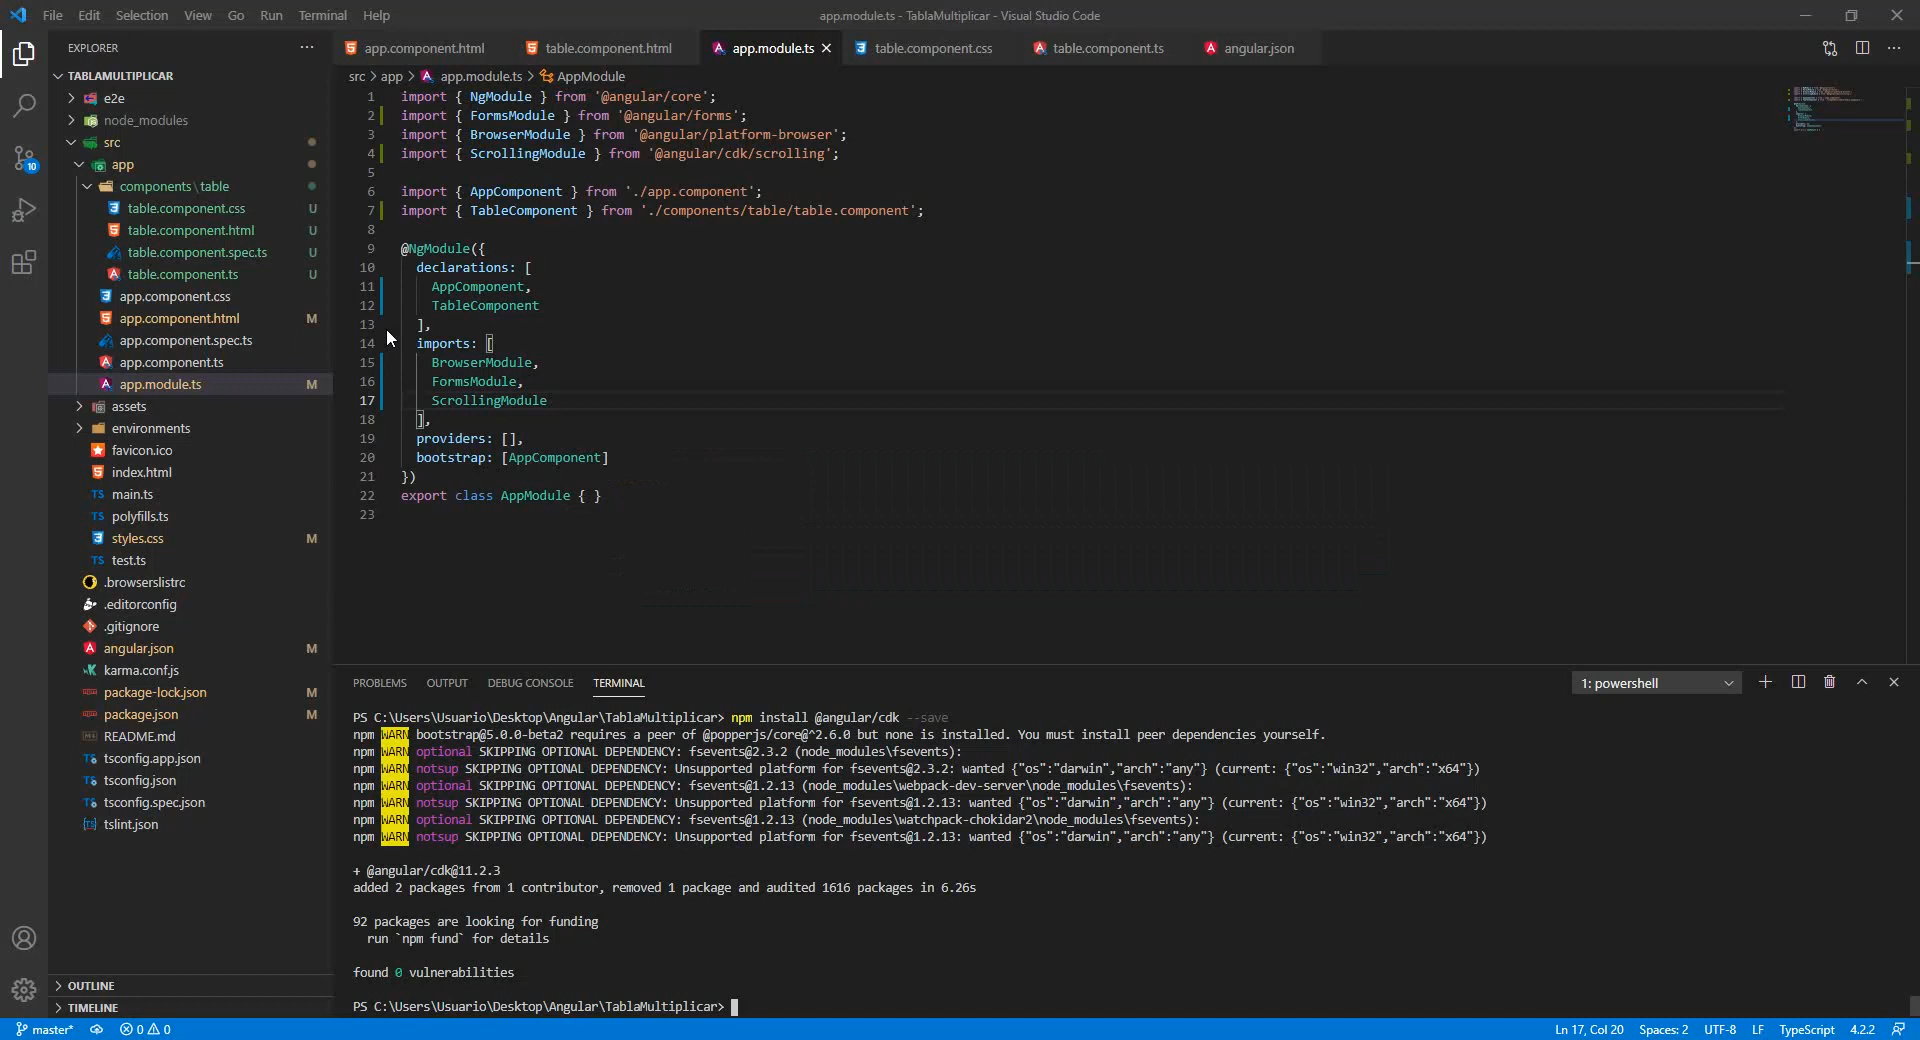 File Edit Selection View Go Run Terminal Help
app.module.ts - TablaMultiplicar - Visual Studio Code
EXPLORER
TABLAMULTIPLICAR
e2e
node_modules
src
app
components\table
table.component.css U
table.component.html U
table.component.spec.ts U
table.component.ts U
app.component.css
app.component.html M
app.component.spec.ts
app.component.ts
app.module.ts M
assets
environments
favicon.ico
index.html
TS main.ts
TS polyfills.ts
styles.css M
TS test.ts
.browserslistrc
.editorconfig
.gitignore
angular.json M
karma.conf.js
package-lock.json M
package.json M
README.md
tsconfig.app.json
tsconfig.json
tsconfig.spec.json
tslint.json
OUTLINE
TIMELINE
10
app.component.html table.component.html app.module.ts table.component.css table.component.ts angular.json
src > app > app.module.ts > AppModule
1 import { NgModule } from '@angular/core';
2 import { FormsModule } from '@angular/forms';
3 import { BrowserModule } from '@angular/platform-browser';
4 import { ScrollingModule } from '@angular/cdk/scrolling';
5
6 import { AppComponent } from './app.component';
7 import { TableComponent } from './components/table/table.component';
8
9 @NgModule({
10 declarations: [
11 AppComponent,
12 TableComponent
13 ],
14 imports: [
15 BrowserModule,
16 FormsModule,
17 ScrollingModule
18 ],
19 providers: [],
20 bootstrap: [AppComponent]
21 })
22 export class AppModule { }
23
PROBLEMS OUTPUT DEBUG CONSOLE TERMINAL
1: powershell
PS C:\Users\Usuario\Desktop\Angular\TablaMultiplicar> npm install @angular/cdk --save
npm WARN bootstrap@5.0.0-beta2 requires a peer of @popperjs/core@^2.6.0 but none is installed. You must install peer dependencies yourself.
npm WARN optional SKIPPING OPTIONAL DEPENDENCY: fsevents@2.3.2 (node_modules\fsevents):
npm WARN notsup SKIPPING OPTIONAL DEPENDENCY: Unsupported platform for fsevents@2.3.2: wanted {"os":"darwin","arch":"any"} (current: {"os":"win32","arch":"x64"})
npm WARN optional SKIPPING OPTIONAL DEPENDENCY: fsevents@1.2.13 (node_modules\webpack-dev-server\node_modules\fsevents):
npm WARN notsup SKIPPING OPTIONAL DEPENDENCY: Unsupported platform for fsevents@1.2.13: wanted {"os":"darwin","arch":"any"} (current: {"os":"win32","arch":"x64"})
npm WARN optional SKIPPING OPTIONAL DEPENDENCY: fsevents@1.2.13 (node_modules\watchpack-chokidar2\node_modules\fsevents):
npm WARN notsup SKIPPING OPTIONAL DEPENDENCY: Unsupported platform for fsevents@1.2.13: wanted {"os":"darwin","arch":"any"} (current: {"os":"win32","arch":"x64"})
+ @angular/cdk@11.2.3
added 2 packages from 1 contributor, removed 1 package and audited 1616 packages in 6.26s
92 packages are looking for funding
run `npm fund` for details
found 0 vulnerabilities
PS C:\Users\Usuario\Desktop\Angular\TablaMultiplicar>
master* 0 0
Ln 17, Col 20 Spaces: 2 UTF-8 LF TypeScript 4.2.2